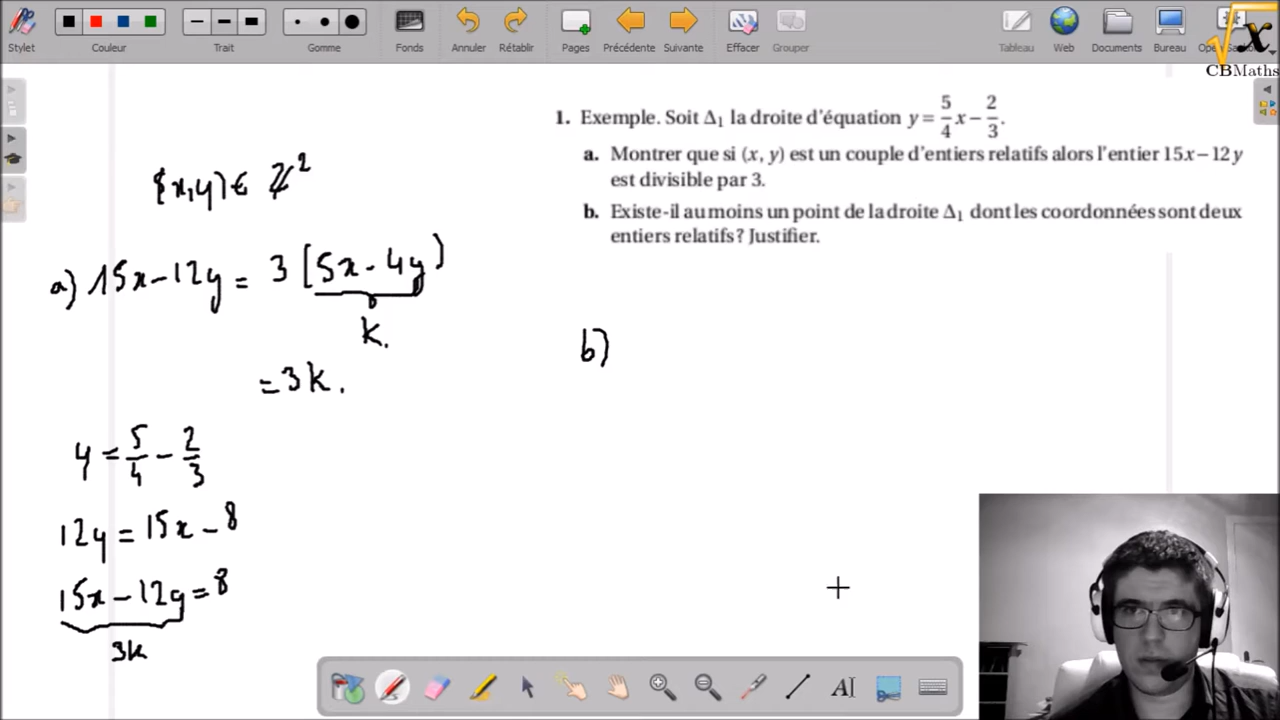 Stylet Couleur Trait Gomme Fonds Annuler Rétablir Pages Précédente Suivante Effacer Grouper Tableau Web Documents Bureau
√x
CBMaths
1. Exemple. Soit Δ₁ la droite d'équation y = 5/4 x − 2/3.
a. Montrer que si (x, y) est un couple d'entiers relatifs alors l'entier 15x − 12y
est divisible par 3.
b. Existe-il au moins un point de la droite Δ₁ dont les coordonnées sont deux
entiers relatifs ? Justifier.
(x,y) ∈ ℤ²
a) 15x − 12y = 3 (5x − 4y)
k.
= 3k.
y = 5/4 − 2/3
12y = 15x − 8
15x − 12y = 8
3k
b)
AI